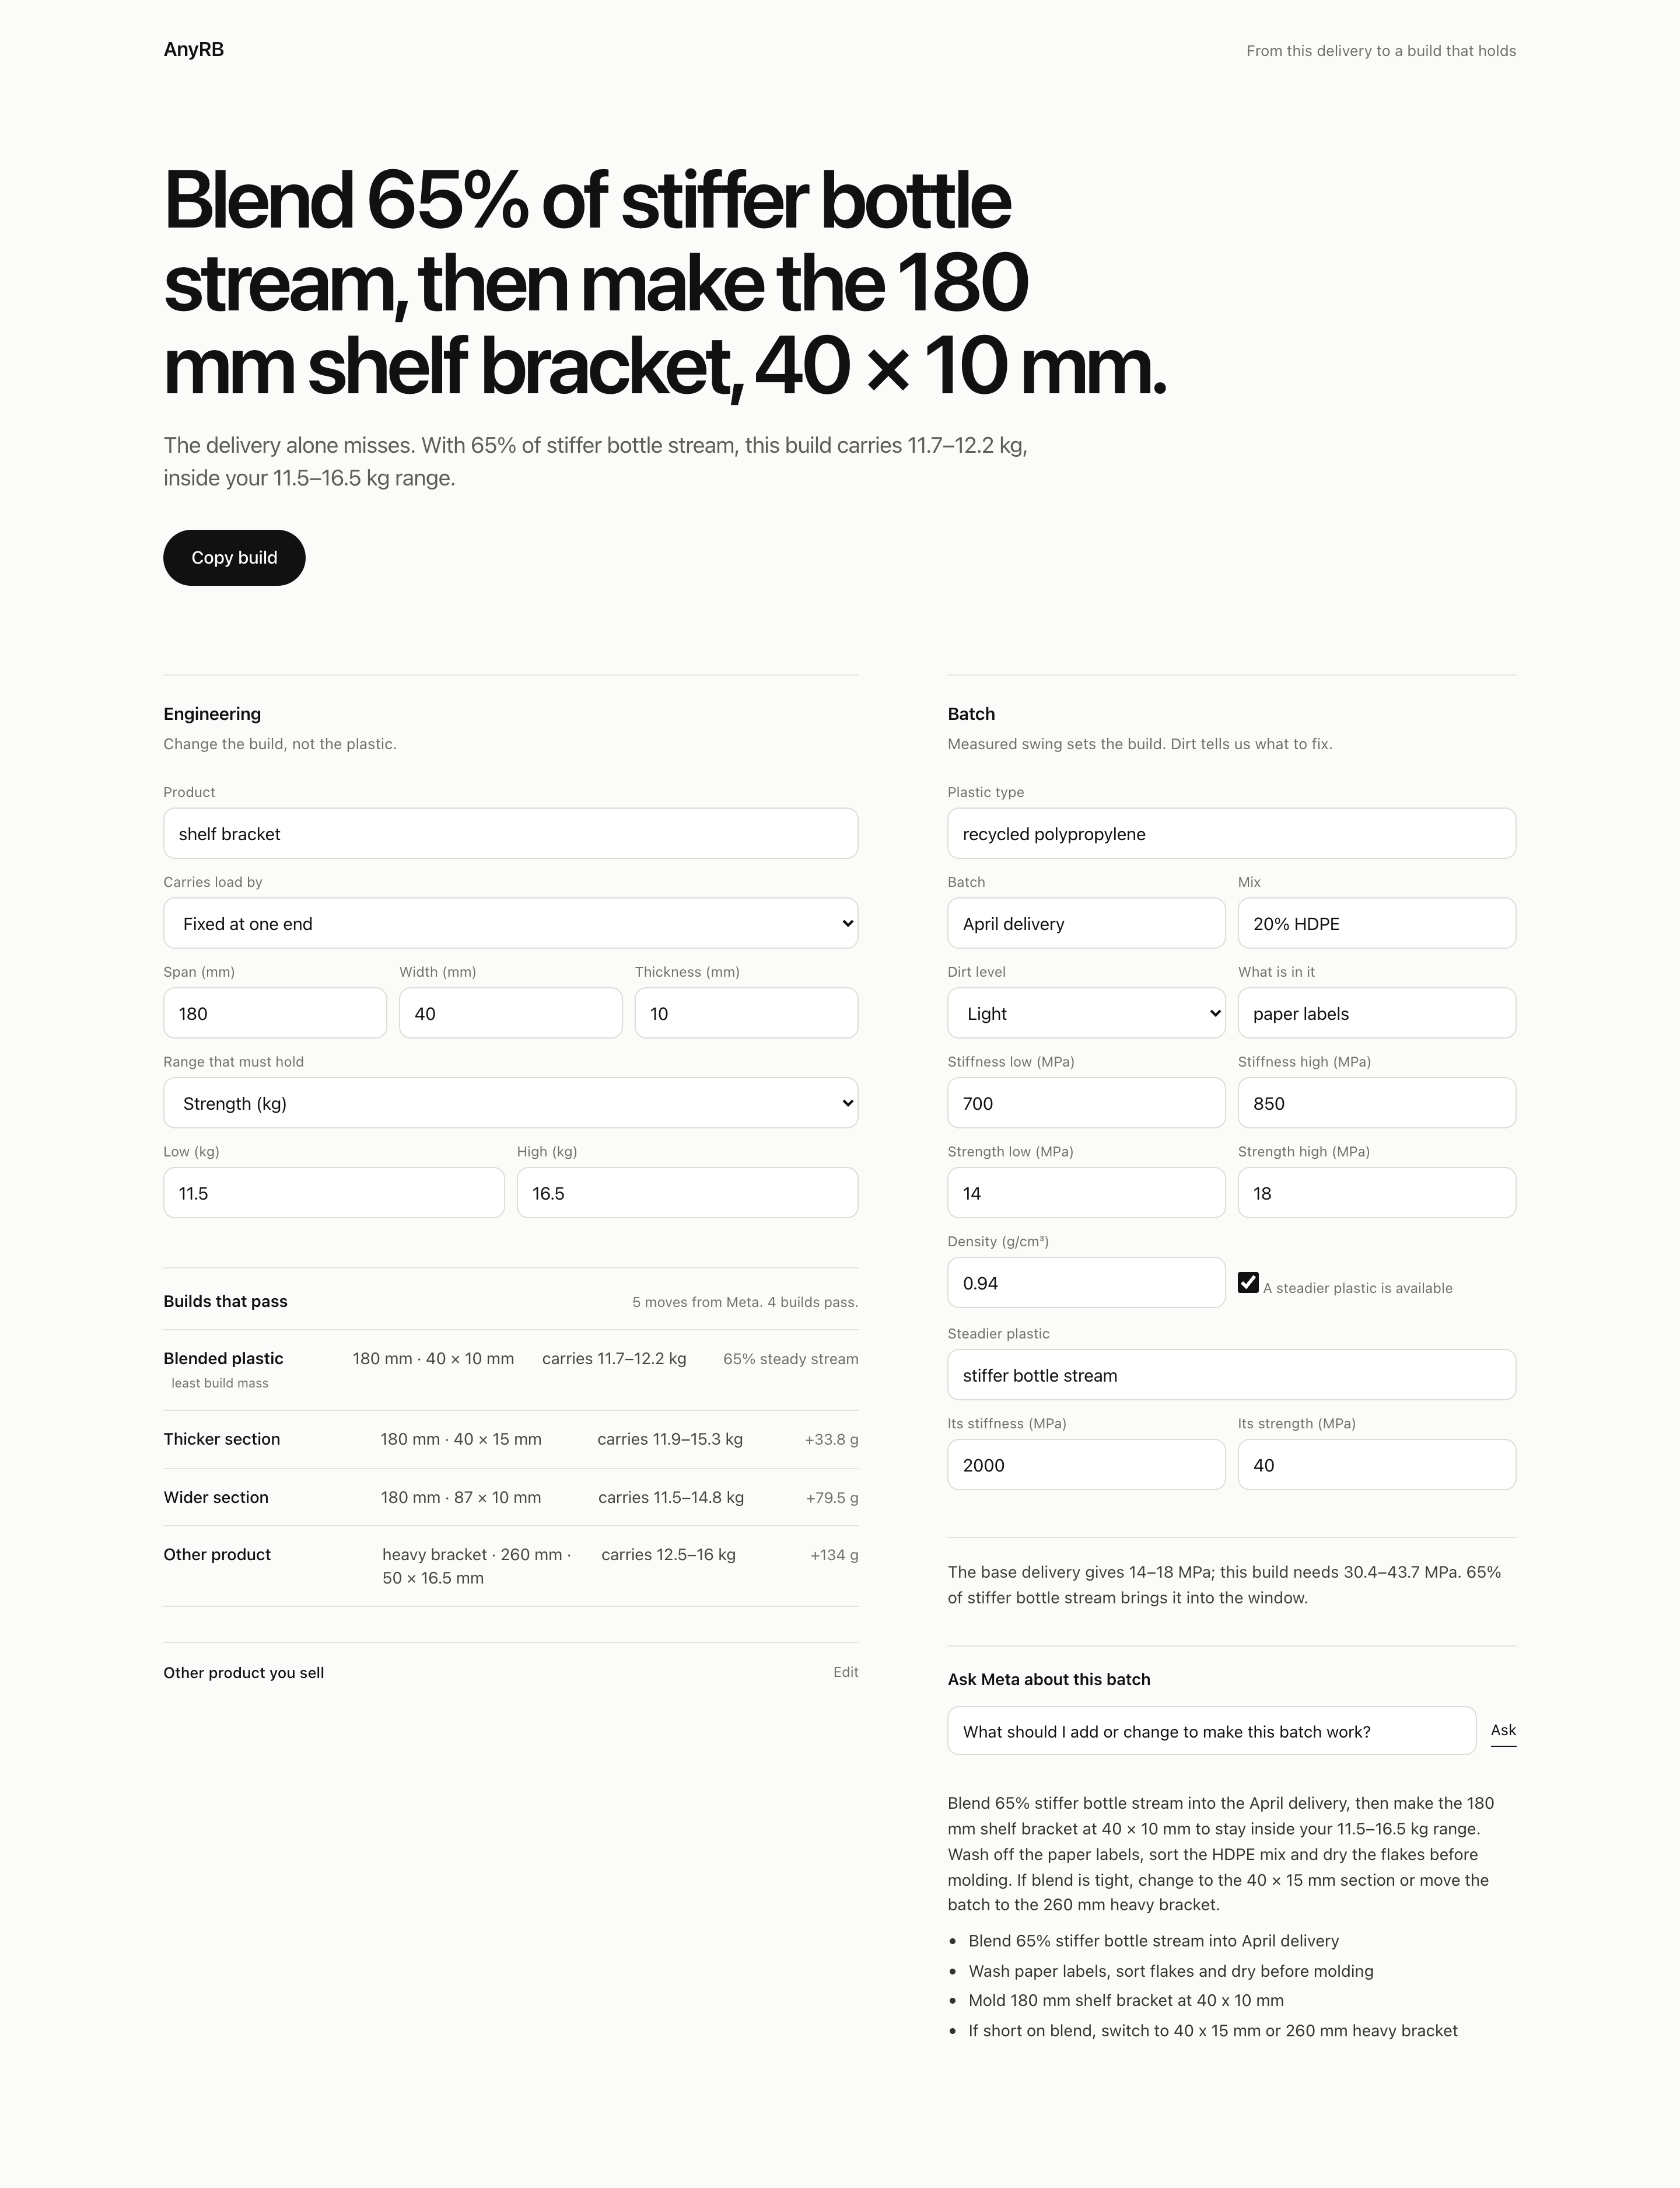 AnyRB
From this delivery to a build that holds
Blend 65% of stiffer bottle
stream, then make the 180
mm shelf bracket, 40 × 10 mm.
The delivery alone misses. With 65% of stiffer bottle stream, this build carries 11.7–12.2 kg,
inside your 11.5–16.5 kg range.
Copy build
Engineering
Change the build, not the plastic.
Product
shelf bracket
Carries load by
Fixed at one end
Span (mm) Width (mm) Thickness (mm)
180 40 10
Range that must hold
Strength (kg)
Low (kg) High (kg)
11.5 16.5
Builds that pass 5 moves from Meta. 4 builds pass.
Blended plastic 180 mm · 40 × 10 mm carries 11.7–12.2 kg 65% steady stream
least build mass
Thicker section 180 mm · 40 × 15 mm carries 11.9–15.3 kg +33.8 g
Wider section 180 mm · 87 × 10 mm carries 11.5–14.8 kg +79.5 g
Other product heavy bracket · 260 mm · carries 12.5–16 kg +134 g
50 × 16.5 mm
Other product you sell Edit
Batch
Measured swing sets the build. Dirt tells us what to fix.
Plastic type
recycled polypropylene
Batch Mix
April delivery 20% HDPE
Dirt level What is in it
Light paper labels
Stiffness low (MPa) Stiffness high (MPa)
700 850
Strength low (MPa) Strength high (MPa)
14 18
Density (g/cm³)
0.94 A steadier plastic is available
Steadier plastic
stiffer bottle stream
Its stiffness (MPa) Its strength (MPa)
2000 40
The base delivery gives 14–18 MPa; this build needs 30.4–43.7 MPa. 65%
of stiffer bottle stream brings it into the window.
Ask Meta about this batch
What should I add or change to make this batch work? Ask
Blend 65% stiffer bottle stream into the April delivery, then make the 180
mm shelf bracket at 40 × 10 mm to stay inside your 11.5–16.5 kg range.
Wash off the paper labels, sort the HDPE mix and dry the flakes before
molding. If blend is tight, change to the 40 × 15 mm section or move the
batch to the 260 mm heavy bracket.
• Blend 65% stiffer bottle stream into April delivery
• Wash paper labels, sort flakes and dry before molding
• Mold 180 mm shelf bracket at 40 x 10 mm
• If short on blend, switch to 40 x 15 mm or 260 mm heavy bracket